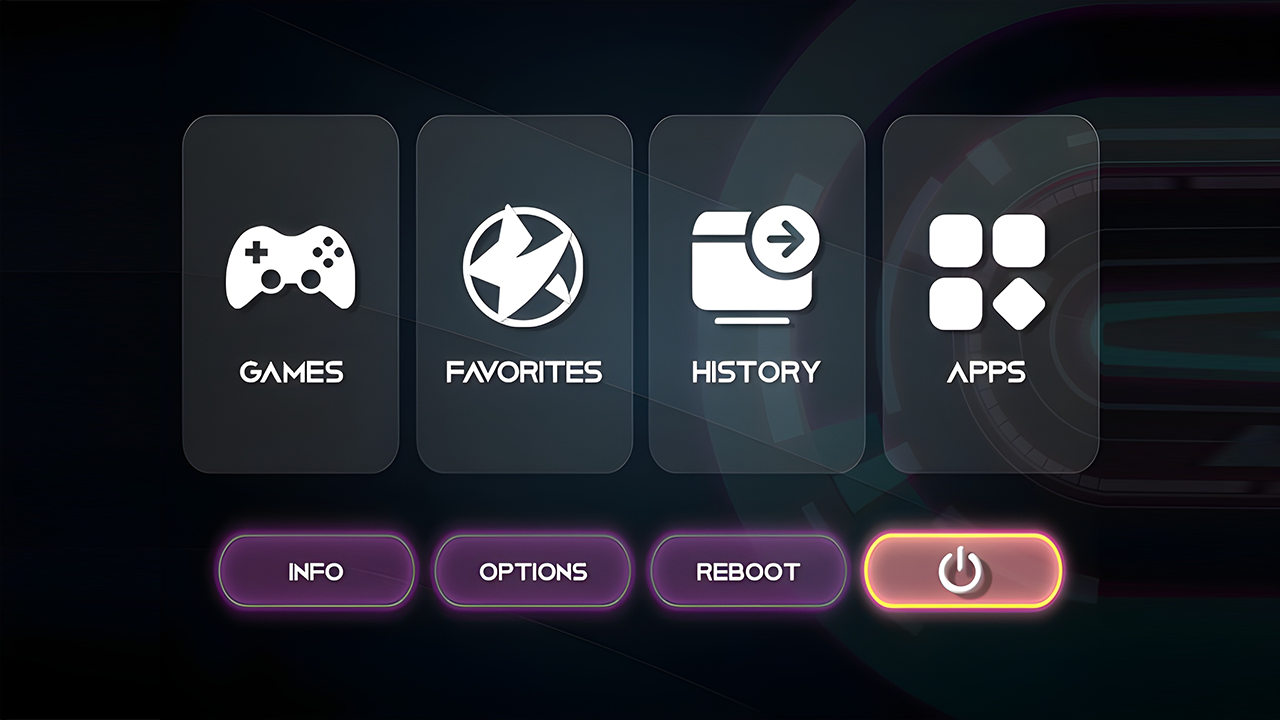 GAMES
FAVORITES
HISTORY
APPS
INFO
OPTIONS
REBOOT